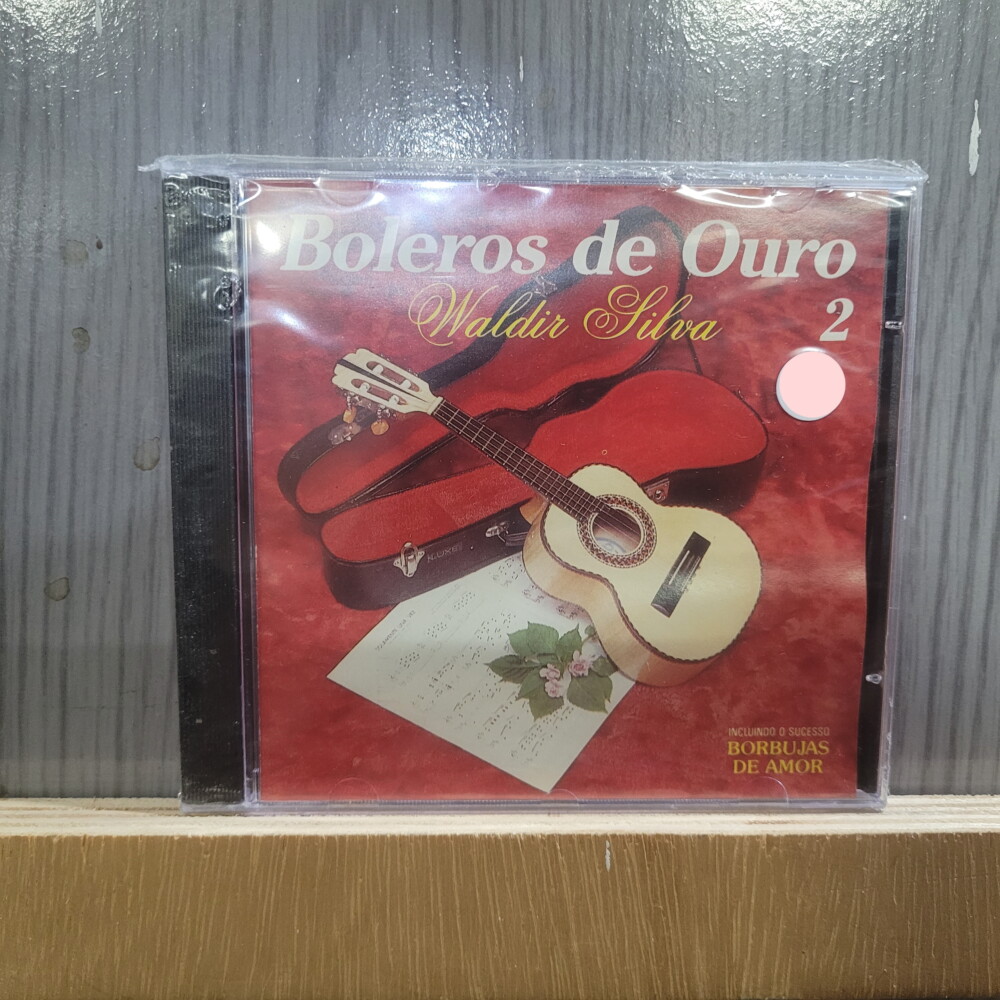 Boleros de Ouro
Waldir Silva
2
INCLUINDO O SUCESSO
BORBUJAS
DE AMOR